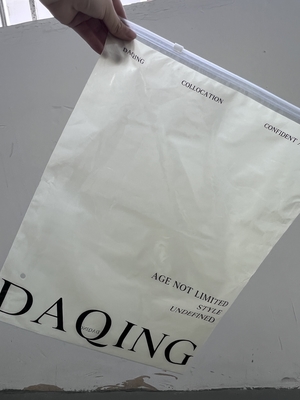 DAQING
COLLOCATION
CONFIDENT
AGE NOT LIMITED
STYLE
UNDEFINED
DAQING